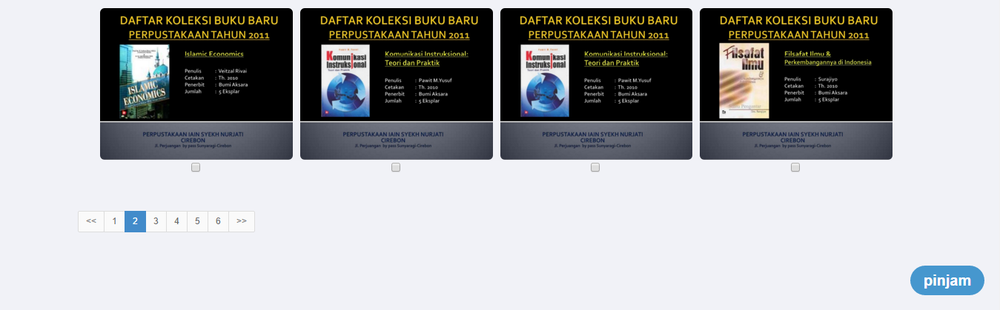 DAFTAR KOLEKSI BUKU BARU
PERPUSTAKAAN TAHUN 2011
ISLAMIC ECONOMICS
Islamic Economics
Penulis : Veitzal Rivai
Cetakan : Th. 2010
Penerbit : Bumi Aksara
Jumlah : 5 Eksplar
PERPUSTAKAAN IAIN SYEKH NURJATI
CIREBON
Jl. Perjuangan by pass Sunyaragi-Cirebon
DAFTAR KOLEKSI BUKU BARU
PERPUSTAKAAN TAHUN 2011
Komunikasi
Instruksional
Teori dan Praktik
Komunikasi Instruksional:
Teori dan Praktik
Penulis : Pawit M.Yusuf
Cetakan : Th. 2010
Penerbit : Bumi Aksara
Jumlah : 5 Eksplar
PERPUSTAKAAN IAIN SYEKH NURJATI
CIREBON
Jl. Perjuangan by pass Sunyaragi-Cirebon
DAFTAR KOLEKSI BUKU BARU
PERPUSTAKAAN TAHUN 2011
Komunikasi
Instruksional
Teori dan Praktik
Komunikasi Instruksional:
Teori dan Praktik
Penulis : Pawit M.Yusuf
Cetakan : Th. 2010
Penerbit : Bumi Aksara
Jumlah : 5 Eksplar
PERPUSTAKAAN IAIN SYEKH NURJATI
CIREBON
Jl. Perjuangan by pass Sunyaragi-Cirebon
DAFTAR KOLEKSI BUKU BARU
PERPUSTAKAAN TAHUN 2011
Filsafat
Ilmu
&
Filsafat Ilmu &
Perkembangannya di Indonesia
Penulis : Surajiyo
Cetakan : Th. 2010
Penerbit : Bumi Aksara
Jumlah : 5 Eksplar
PERPUSTAKAAN IAIN SYEKH NURJATI
CIREBON
Jl. Perjuangan by pass Sunyaragi-Cirebon
<< 1 2 3 4 5 6 >>
pinjam